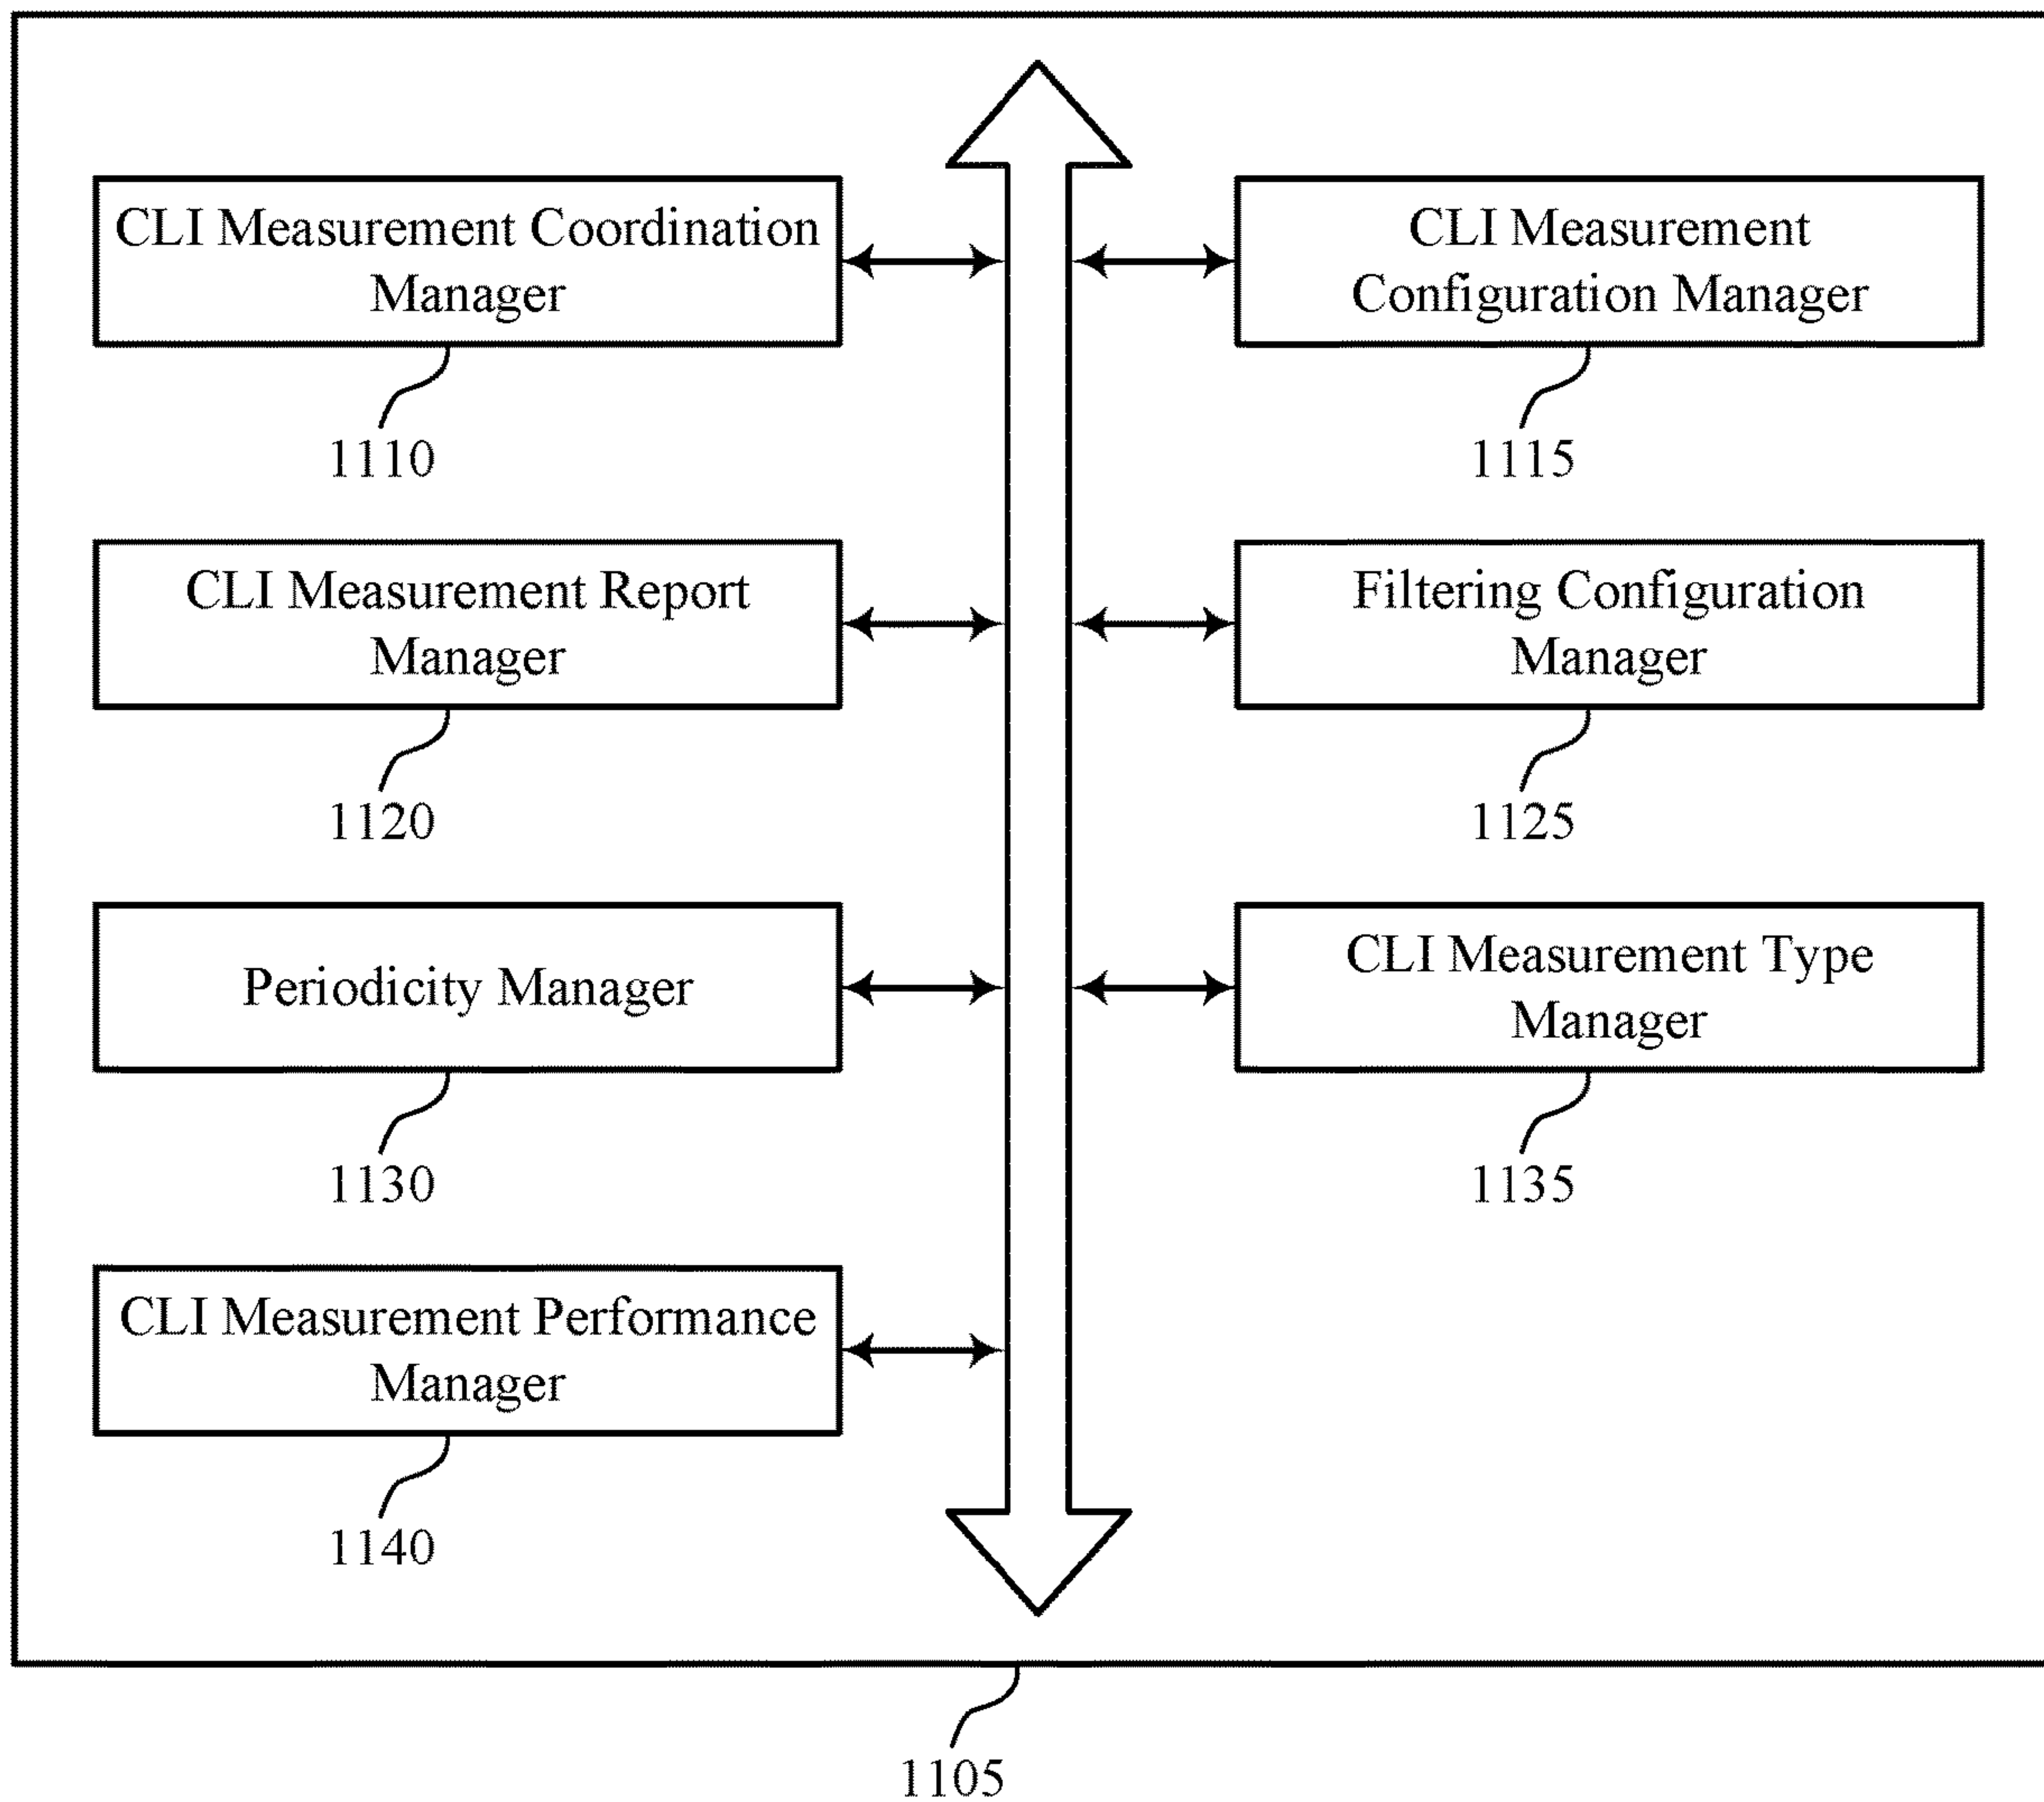 CLI Measurement Coordination
Manager
1110
CLI Measurement
Configuration Manager
1115
CLI Measurement Report
Manager
1120
Filtering Configuration
Manager
1125
Periodicity Manager
1130
CLI Measurement Type
Manager
1135
CLI Measurement Performance
Manager
1140
1105